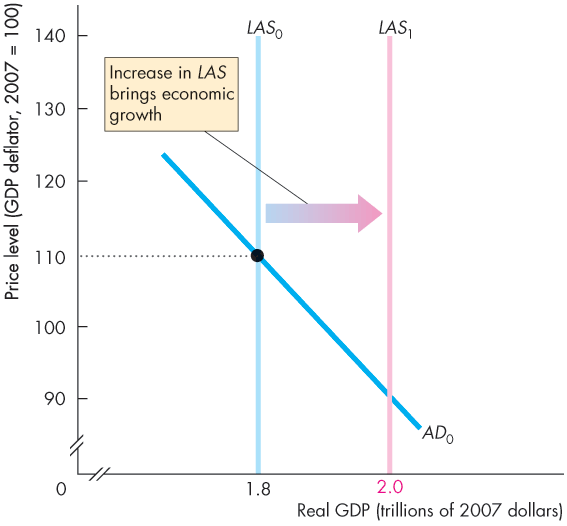 Price level (GDP deflator, 2007 = 100)
140
130
120
110
100
90
0
LAS₀
LAS₁
Increase in LAS
brings economic
growth
AD₀
1.8
2.0
Real GDP (trillions of 2007 dollars)